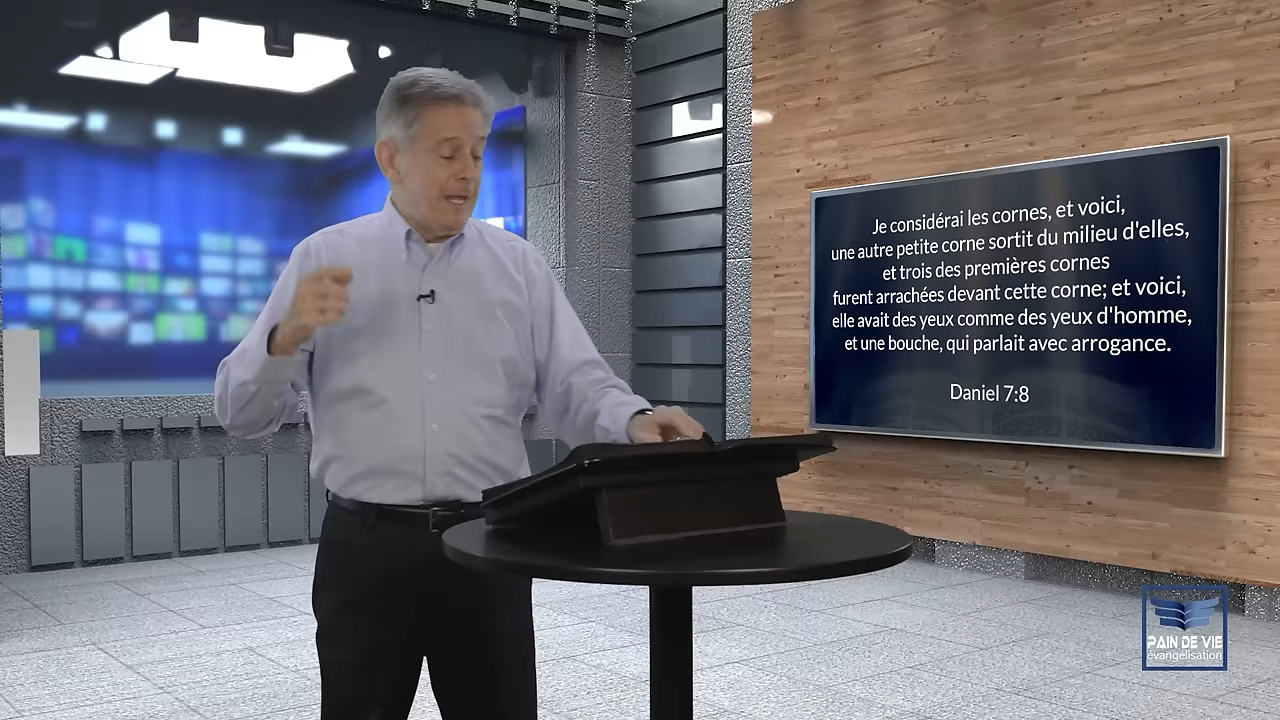 Je considérai les cornes, et voici,
une autre petite corne sortit du milieu d'elles,
et trois des premières cornes
furent arrachées devant cette corne; et voici,
elle avait des yeux comme des yeux d'homme,
et une bouche, qui parlait avec arrogance.
Daniel 7:8
PAIN DE VIE
évangélisation